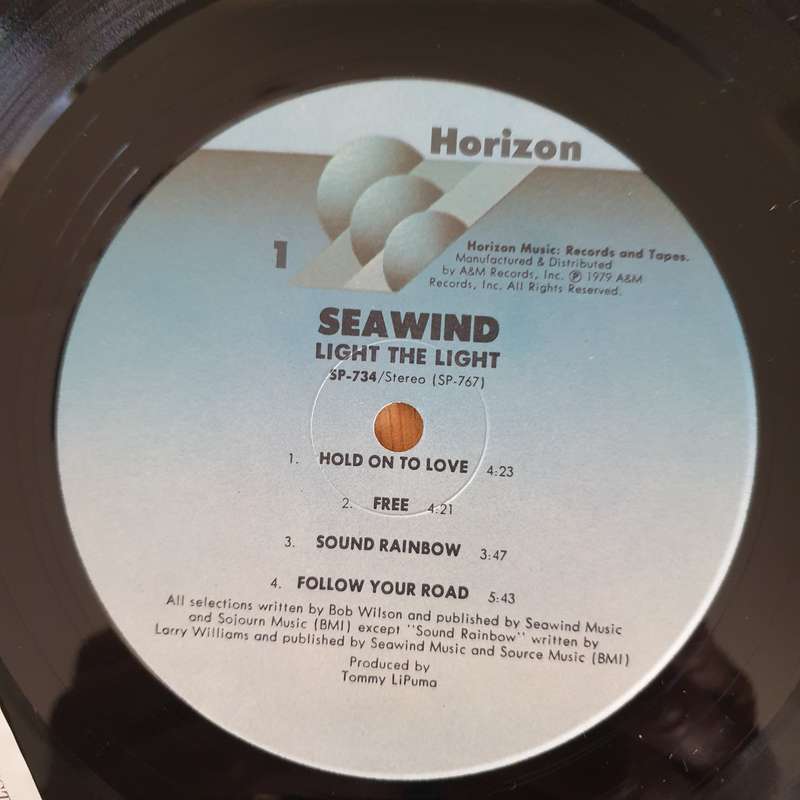 Horizon
1
Horizon Music: Records and Tapes.
Manufactured & Distributed
by A&M Records, Inc. ℗ 1979 A&M
Records, Inc. All Rights Reserved.
SEAWIND
LIGHT THE LIGHT
SP-734/Stereo (SP-767)
1. HOLD ON TO LOVE 4:23
2. FREE 4:21
3. SOUND RAINBOW 3:47
4. FOLLOW YOUR ROAD 5:43
All selections written by Bob Wilson and published by Seawind Music
and Sojourn Music (BMI) except "Sound Rainbow" written by
Larry Williams and published by Seawind Music and Source Music (BMI)
Produced by
Tommy LiPuma